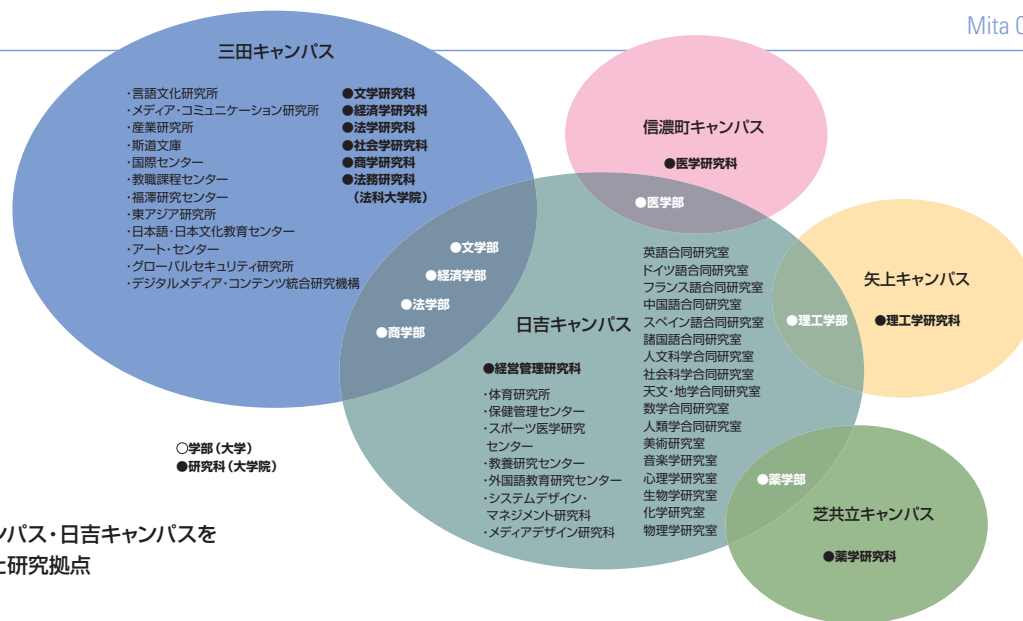 Mita
三田キャンパス
・言語文化研究所
・メディア・コミュニケーション研究所
・産業研究所
・斯道文庫
・国際センター
・教職課程センター
・福澤研究センター
・東アジア研究所
・日本語・日本文化教育センター
・アート・センター
・グローバルセキュリティ研究所
・デジタルメディア・コンテンツ統合研究機構
●文学研究科
●経済学研究科
●法学研究科
●社会学研究科
●商学研究科
●法務研究科
(法科大学院)
●文学部
●経済学部
●法学部
●商学部
信濃町キャンパス
●医学研究科
●医学部
日吉キャンパス
●経営管理研究科
・体育研究所
・保健管理センター
・スポーツ医学研究
センター
・教養研究センター
・外国語教育研究センター
・システムデザイン・
マネジメント研究科
・メディアデザイン研究科
英語合同研究室
ドイツ語合同研究室
フランス語合同研究室
中国語合同研究室
スペイン語合同研究室
諸国語合同研究室
人文科学合同研究室
社会科学合同研究室
天文・地学合同研究室
数学合同研究室
人類学合同研究室
美術研究室
音楽学研究室
心理学研究室
生物学研究室
化学研究室
物理学研究室
矢上キャンパス
●理工学部
●理工学研究科
●薬学部
芝共立キャンパス
●薬学研究科
○学部(大学)
●研究科(大学院)
ンパス・日吉キャンパスを
研究拠点